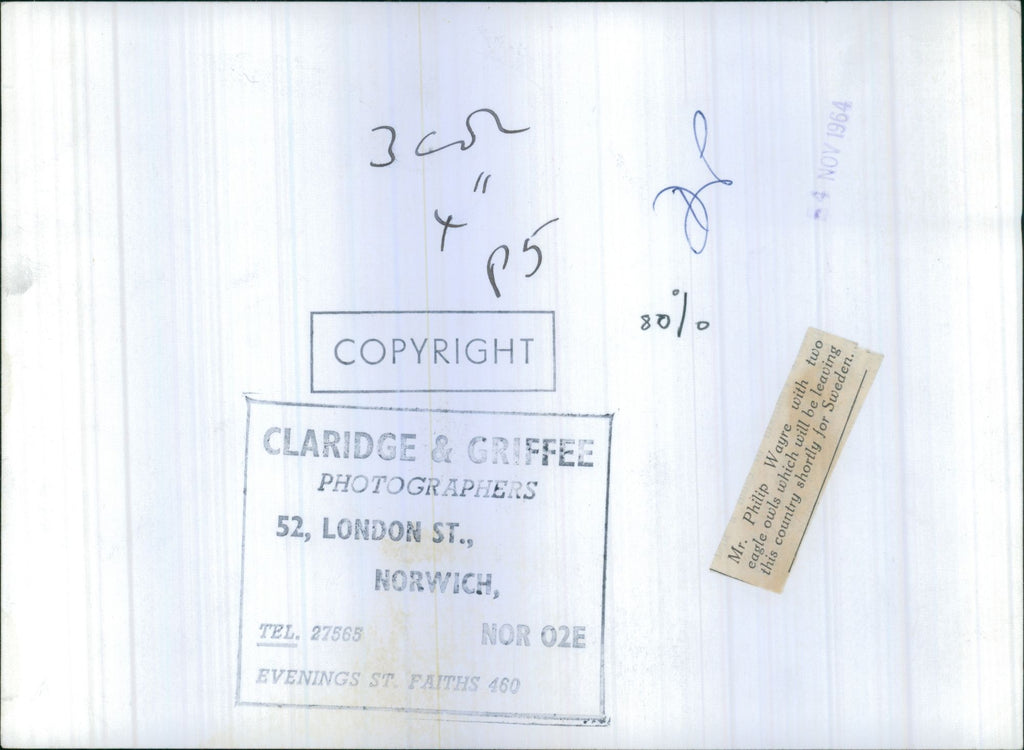 3 col
"
4
p5
80%
NOV 1964
COPYRIGHT
CLARIDGE & GRIFFEE
PHOTOGRAPHERS
52, LONDON ST.,
NORWICH,
TEL. 27565
NOR 02E
EVENINGS ST. FAITHS 460
Mr. Philip Wayre with two
eagle owls which will be leaving
this country shortly for Sweden.